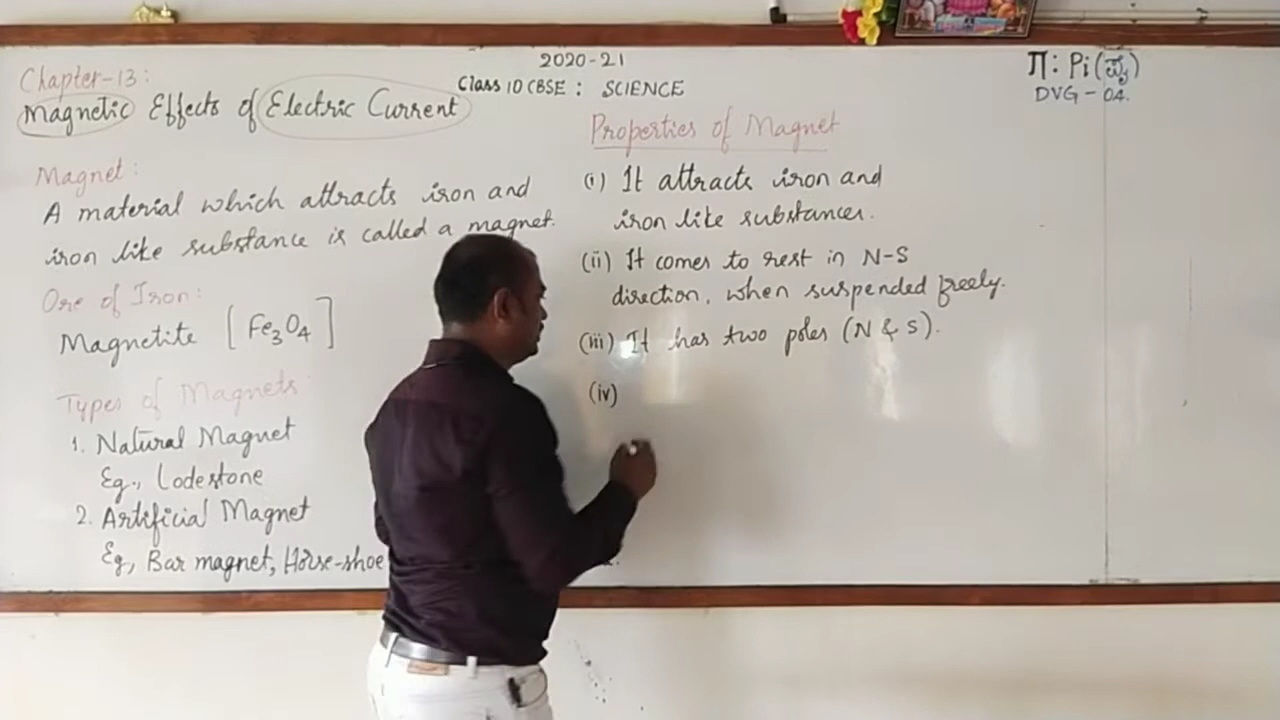 2020-21
Class 10 CBSE : SCIENCE
Π: Pi(ಪೈ)
DVG - 04.
Chapter-13:
Magnetic Effects of Electric Current
Magnet:
A material which attracts iron and
iron like substance is called a magnet.
Ore of Iron:
Magnetite [Fe₃O₄]
Types of Magnets:
1. Natural Magnet
Eg., Lodestone
2. Artificial Magnet
Eg., Bar magnet, Horse-shoe
Properties of Magnet
(i) It attracts iron and
iron like substances.
(ii) It comes to rest in N-S
direction, when suspended freely.
(iii) It has two poles (N & S).
(iv)